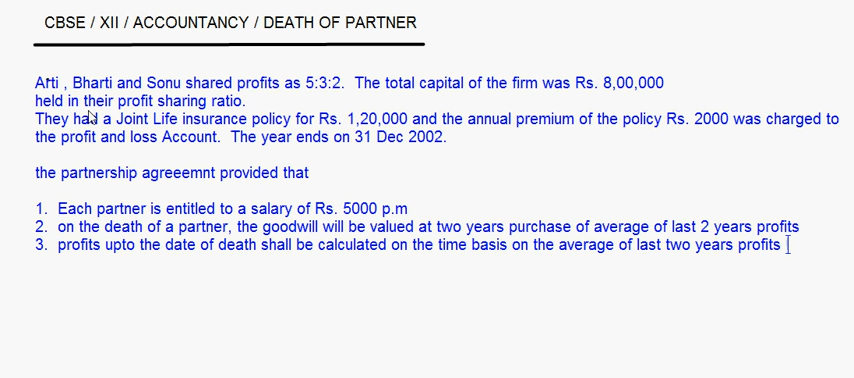 CBSE / XII / ACCOUNTANCY / DEATH OF PARTNER
Arti , Bharti and Sonu shared profits as 5:3:2. The total capital of the firm was Rs. 8,00,000
held in their profit sharing ratio.
They had a Joint Life insurance policy for Rs. 1,20,000 and the annual premium of the policy Rs. 2000 was charged to
the profit and loss Account. The year ends on 31 Dec 2002.
the partnership agreeemnt provided that
1. Each partner is entitled to a salary of Rs. 5000 p.m
2. on the death of a partner, the goodwill will be valued at two years purchase of average of last 2 years profits
3. profits upto the date of death shall be calculated on the time basis on the average of last two years profits